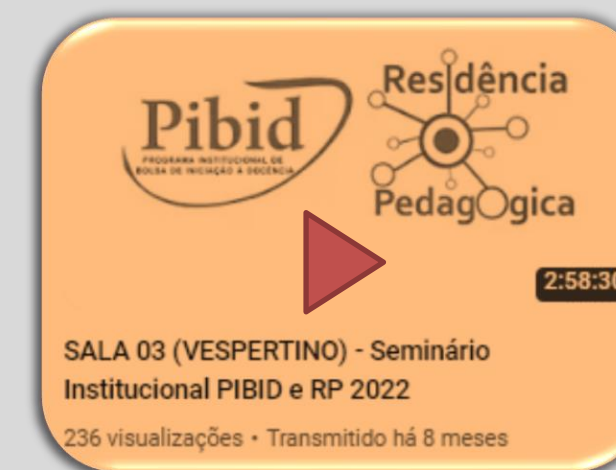 Pibid
PROGRAMA INSTITUCIONAL DE
BOLSA DE INICIAÇÃO À DOCÊNCIA
Residência
PedagOgica
2:58:30
SALA 03 (VESPERTINO) - Seminário
Institucional PIBID e RP 2022
236 visualizações • Transmitido há 8 meses